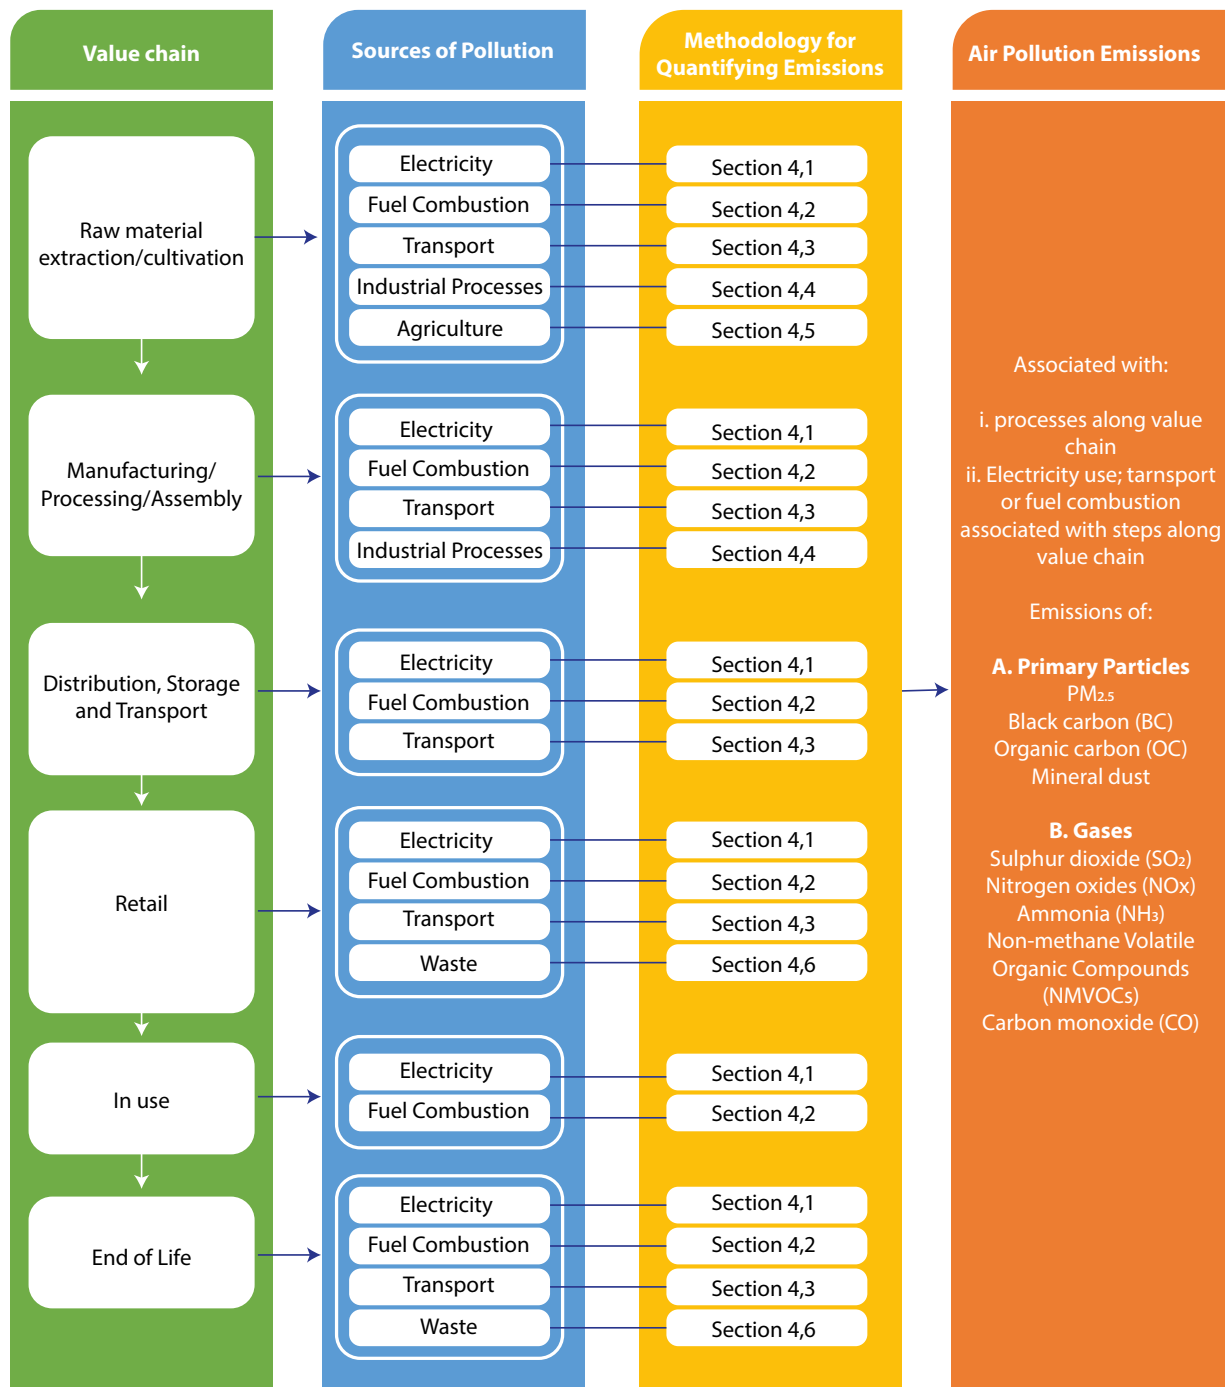 Value chain
Sources of Pollution
Methodology for
Quantifying Emissions
Air Pollution Emissions
Raw material
extraction/cultivation
Electricity
Section 4,1
Fuel Combustion
Section 4,2
Transport
Section 4,3
Industrial Processes
Section 4,4
Agriculture
Section 4,5
Manufacturing/
Processing/Assembly
Electricity
Section 4,1
Fuel Combustion
Section 4,2
Transport
Section 4,3
Industrial Processes
Section 4,4
Distribution, Storage
and Transport
Electricity
Section 4,1
Fuel Combustion
Section 4,2
Transport
Section 4,3
Retail
Electricity
Section 4,1
Fuel Combustion
Section 4,2
Transport
Section 4,3
Waste
Section 4,6
In use
Electricity
Section 4,1
Fuel Combustion
Section 4,2
End of Life
Electricity
Section 4,1
Fuel Combustion
Section 4,2
Transport
Section 4,3
Waste
Section 4,6
Associated with:
i. processes along value
chain
ii. Electricity use; tarnsport
or fuel combustion
associated with steps along
value chain
Emissions of:
A. Primary Particles
PM₂.₅
Black carbon (BC)
Organic carbon (OC)
Mineral dust
B. Gases
Sulphur dioxide (SO₂)
Nitrogen oxides (NOx)
Ammonia (NH₃)
Non-methane Volatile
Organic Compounds
(NMVOCs)
Carbon monoxide (CO)